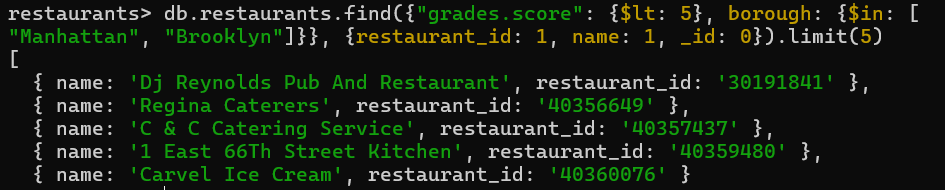 restaurants> db.restaurants.find({"grades.score": {$lt: 5}, borough: {$in: [
"Manhattan", "Brooklyn"]}}, {restaurant_id: 1, name: 1, _id: 0}).limit(5)
[
  { name: 'Dj Reynolds Pub And Restaurant', restaurant_id: '30191841' },
  { name: 'Regina Caterers', restaurant_id: '40356649' },
  { name: 'C & C Catering Service', restaurant_id: '40357437' },
  { name: '1 East 66Th Street Kitchen', restaurant_id: '40359480' },
  { name: 'Carvel Ice Cream', restaurant_id: '40360076' }